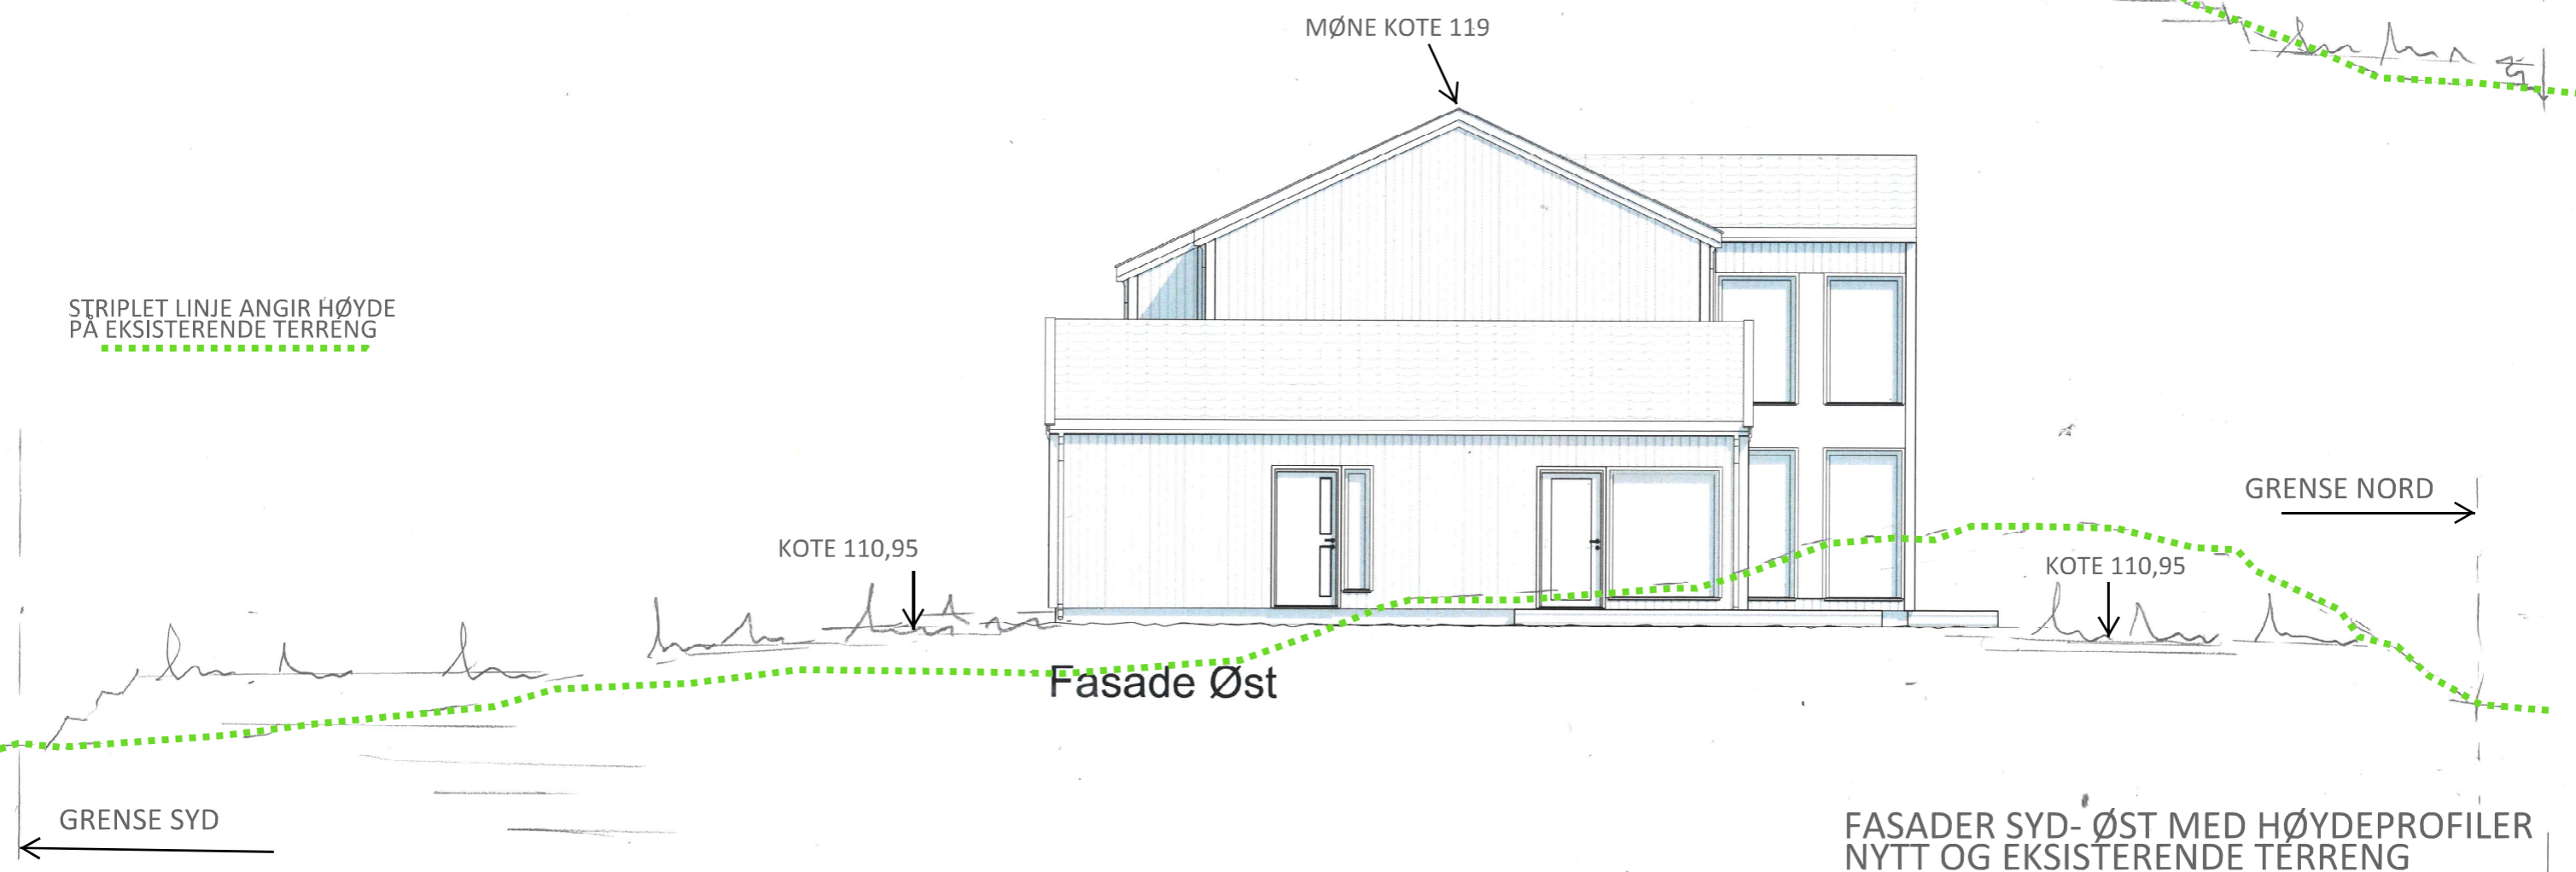 MØNE KOTE 119
STRIPLET LINJE ANGIR HØYDE
PÅ EKSISTERENDE TERRENG
GRENSE NORD
KOTE 110,95
KOTE 110,95
Fasade Øst
GRENSE SYD
FASADER SYD- ØST MED HØYDEPROFILER
NYTT OG EKSISTERENDE TERRENG